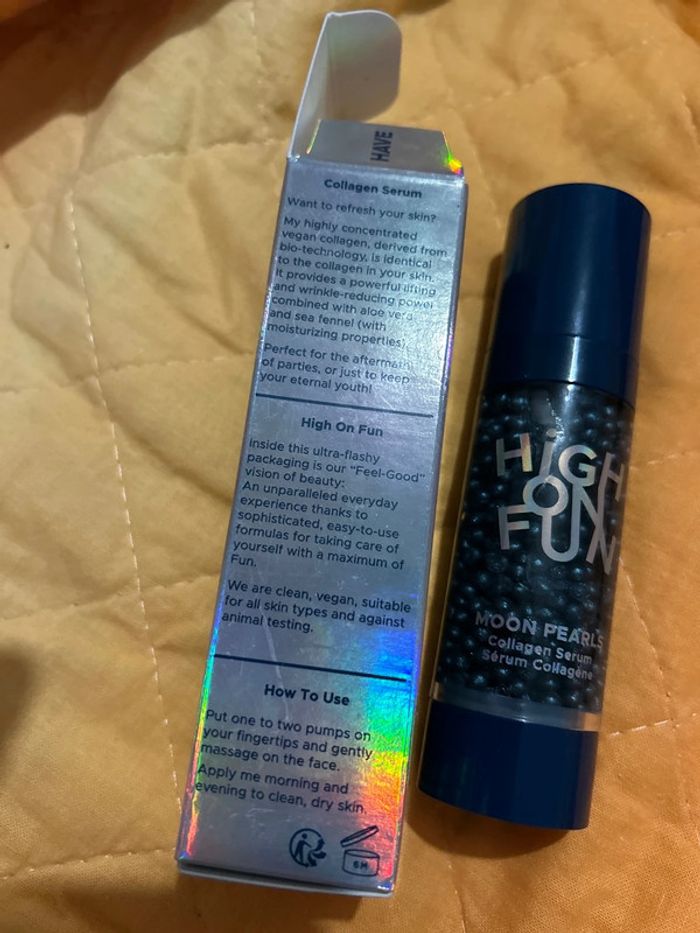 HAVE
Collagen Serum
Want to refresh your skin?
My highly concentrated
vegan collagen, derived from
bio-technology, is identical
to the collagen in your skin.
It provides a powerful lifting
and wrinkle-reducing power
combined with aloe vera
and sea fennel (with
moisturizing properties).
Perfect for the aftermath
of parties, or just to keep
your eternal youth!
High On Fun
Inside this ultra-flashy
packaging is our "Feel-Good"
vision of beauty:
An unparalleled everyday
experience thanks to
sophisticated, easy-to-use
formulas for taking care of
yourself with a maximum of
Fun.
We are clean, vegan, suitable
for all skin types and against
animal testing.
How To Use
Put one to two pumps on
your fingertips and gently
massage on the face.
Apply me morning and
evening to clean, dry skin.
6M
HiGH
ON
FUN
MOON PEARLS
Collagen Serum
Sérum Collagène